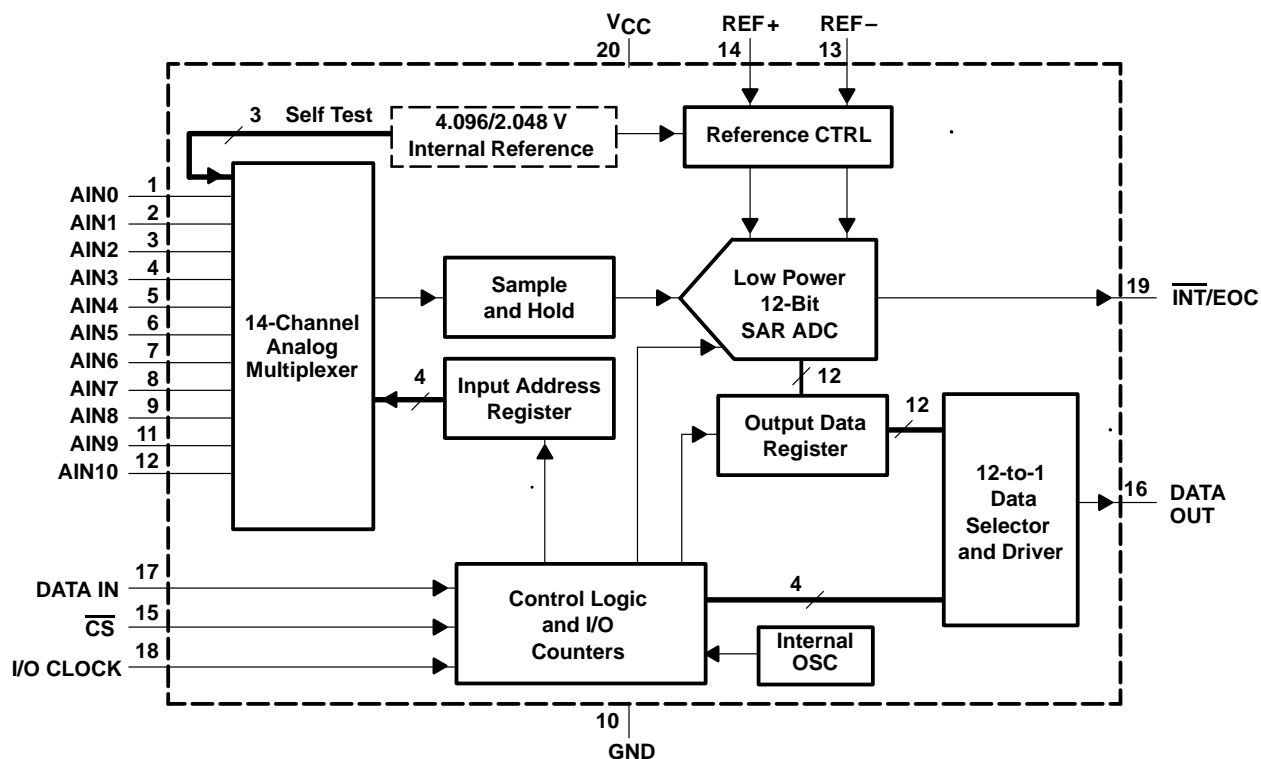 VCC
20
REF+
14
REF−
13
3
Self Test
4.096/2.048 V
Internal Reference
Reference CTRL
AIN0
1
AIN1
2
AIN2
3
AIN3
4
AIN4
5
AIN5
6
AIN6
7
AIN7
8
AIN8
9
AIN9
11
AIN10
12
14-Channel
Analog
Multiplexer
Sample
and Hold
Low Power
12-Bit
SAR ADC
19
INT/EOC
4
Input Address
Register
12
Output Data
Register
12
12-to-1
Data
Selector
and Driver
16
DATA
OUT
DATA IN
17
CS
15
I/O CLOCK
18
Control Logic
and I/O
Counters
4
Internal
OSC
10
GND